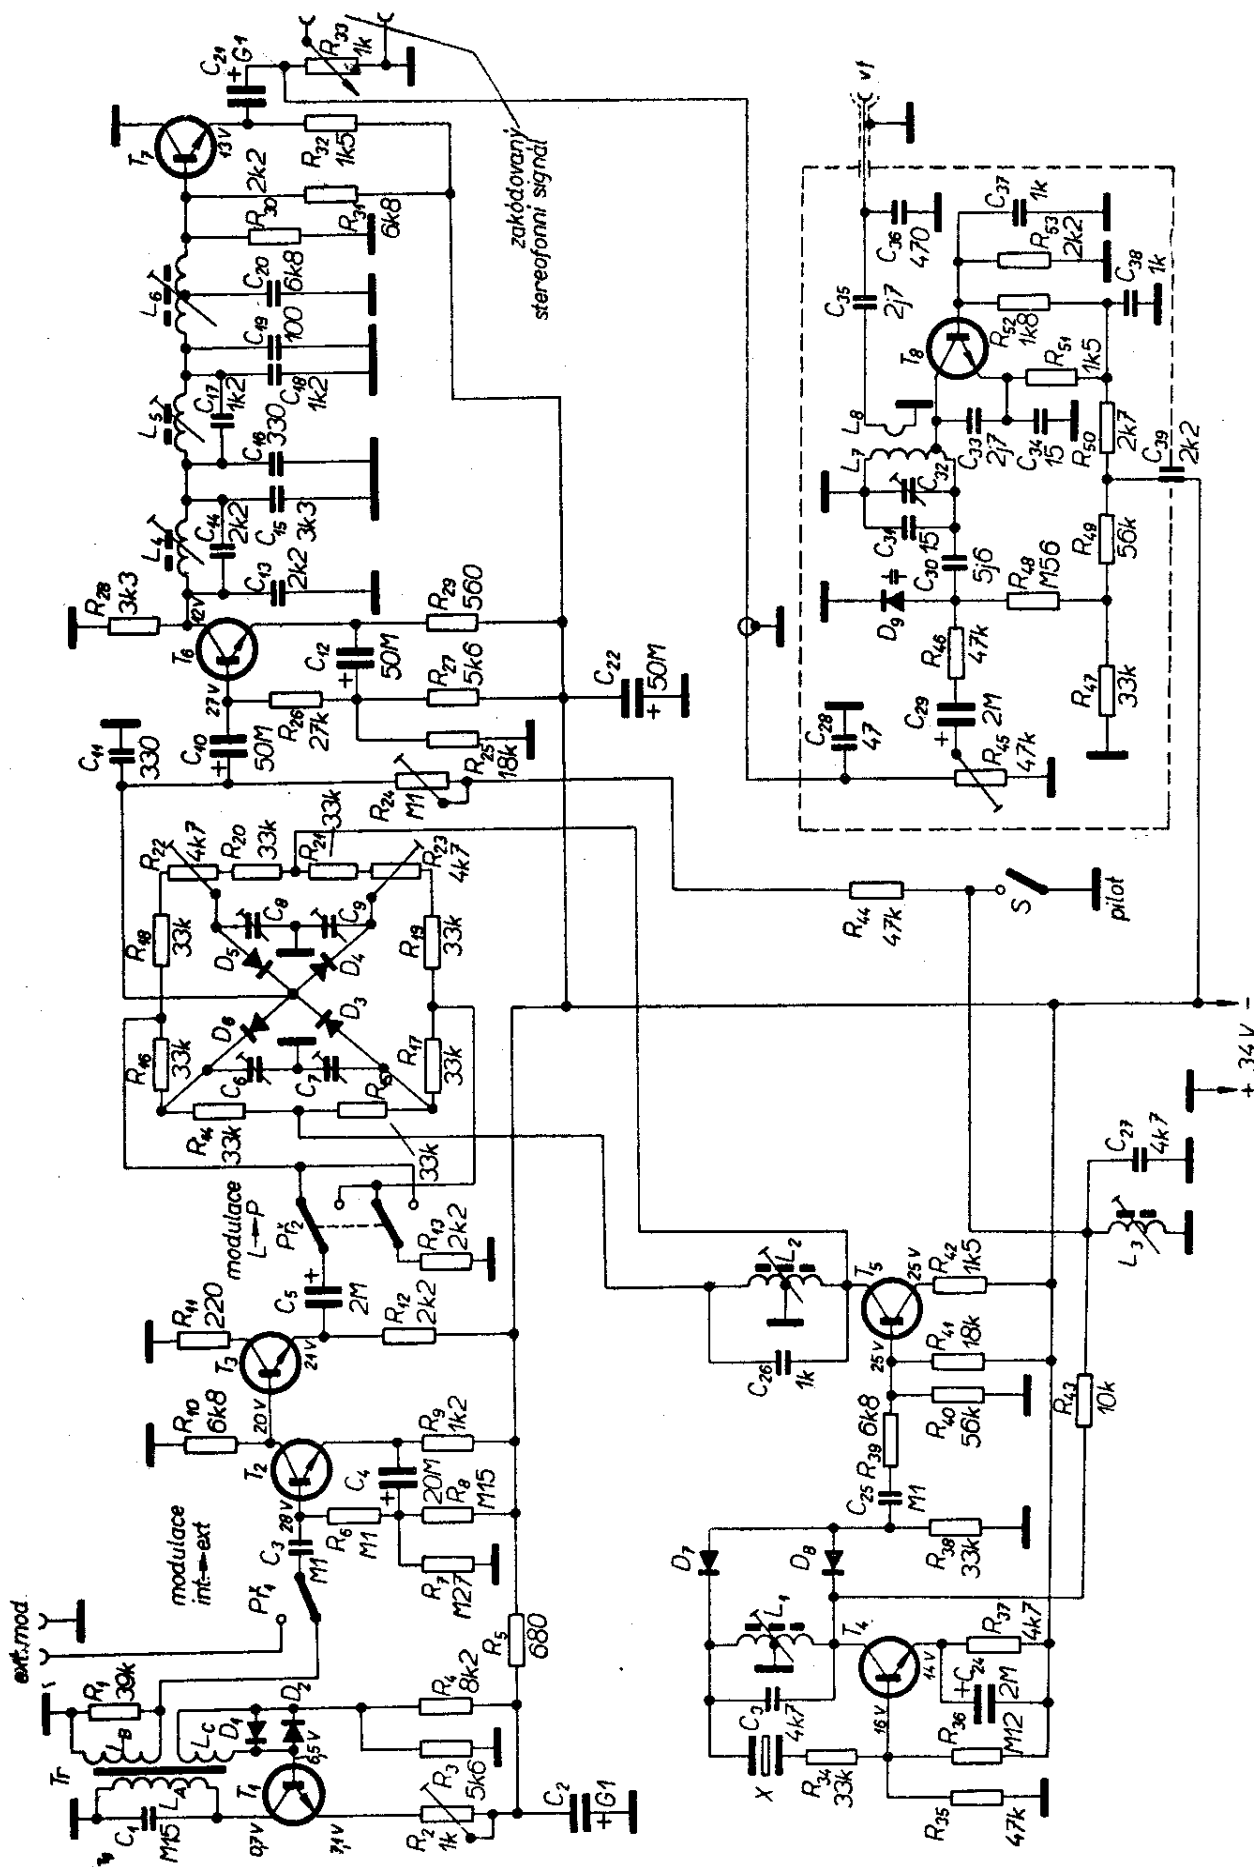 ext.mod
Tr
C₁
M15
L_A
L_B
L_C
R₁
39k
D₁
D₂
T₁
0,7V
7,1V
6,5V
R₂
1k
R₃
5k6
R₄
8k2
C₂
G1
R₅
680
modulace
int.→ext
Př₁
C₃
M1
28V
R₆
M1
R₇
M27
R₈
M15
R₉
1k2
C₄
20M
T₂
R₁₀
6k8
20V
T₃
R₁₁
220
21V
C₅
2M
R₁₂
2k2
modulace
L→P
Př₂
R₁₃
2k2
R₁₄
33k
33k
R₁₆
33k
R₁₇
33k
R₁₈
33k
R₁₉
33k
C₆
C₇
C₈
C₉
D₃
D₄
D₅
D₆
R₂₀
33k
R₂₁
33k
R₂₂
4k7
R₂₃
4k7
C₁₁
330
C₁₀
50M
R₂₄
M1
R₂₅
18k
R₂₆
27k
R₂₇
5k6
27V
T₆
12V
C₁₂
50M
R₂₈
3k3
R₂₉
560
C₂₂
50M
L₄
C₁₃
2k2
C₁₄
2k2
C₁₅
3k3
L₅
C₁₆
330
C₁₇
1k2
C₁₈
1k2
C₁₉
100
L₆
C₂₀
6k8
R₃₀
2k2
R₃₁
6k8
T₇
13V
R₃₂
1k5
C₂₁
G1
R₃₃
1k
zakódovaný
stereofonní signál
X
C₃
4k7
R₃₄
33k
R₃₅
47k
R₃₆
M12
16V
T₄
14V
C₂₄
2M
R₃₇
4k7
L₁
D₇
D₈
R₃₈
33k
C₂₅
M1
R₃₉
6k8
R₄₀
56k
R₄₁
18k
R₄₂
1k5
25V
T₅
25V
C₂₆
1k
L₂
R₄₃
10k
L₃
C₂₇
4k7
R₄₄
47k
S
pilot
+ 34V -
C₂₈
47
C₂₉
2M
R₄₅
47k
R₄₆
47k
R₄₇
33k
R₄₈
M56
R₄₉
56k
D₉
C₃₀
5j6
C₃₁
15
C₃₂
L₇
L₈
C₃₃
2j7
C₃₄
15
C₃₅
2j7
C₃₆
470
vf
T₈
R₅₀
2k7
R₅₁
1k5
R₅₂
1k8
R₅₃
2k2
C₃₇
1k
C₃₈
1k
C₃₉
2k2